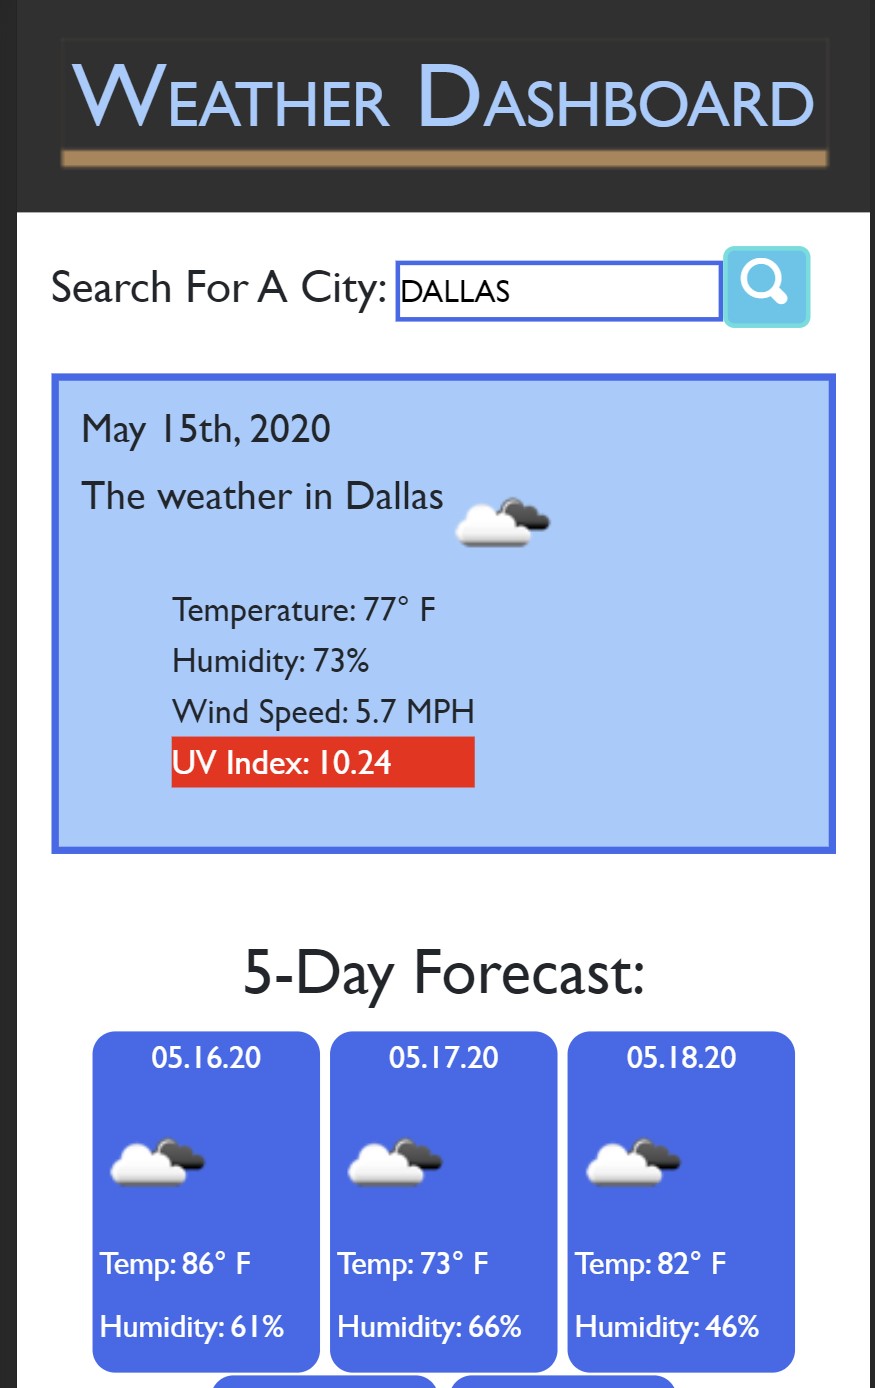 Weather Dashboard
Search For A City: DALLAS
May 15th, 2020
The weather in Dallas
Temperature: 77° F
Humidity: 73%
Wind Speed: 5.7 MPH
UV Index: 10.24
5-Day Forecast:
05.16.20 05.17.20 05.18.20
Temp: 86° F Temp: 73° F Temp: 82° F
Humidity: 61% Humidity: 66% Humidity: 46%